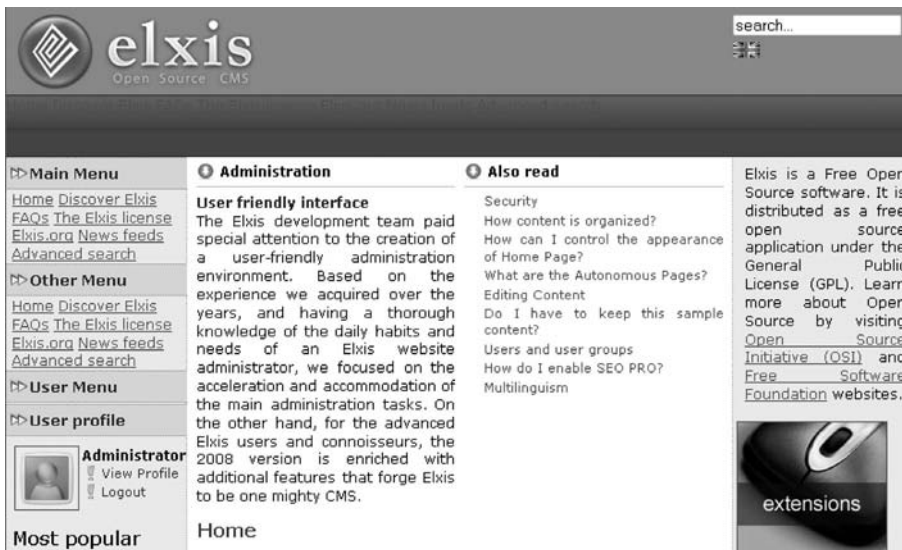 elxis
Open Source CMS
search...
Main Menu
Home Discover Elxis
FAQs The Elxis license
Elxis.org News feeds
Advanced search
Other Menu
Home Discover Elxis
FAQs The Elxis license
Elxis.org News feeds
Advanced search
User Menu
User profile
Administrator
View Profile
Logout
Most popular
Administration
User friendly interface
The Elxis development team paid
special attention to the creation of
a user-friendly administration
environment. Based on the
experience we acquired over the
years, and having a thorough
knowledge of the daily habits and
needs of an Elxis website
administrator, we focused on the
acceleration and accommodation of
the main administration tasks. On
the other hand, for the advanced
Elxis users and connoisseurs, the
2008 version is enriched with
additional features that forge Elxis
to be one mighty CMS.
Home
Also read
Security
How content is organized?
How can I control the appearance
of Home Page?
What are the Autonomous Pages?
Editing Content
Do I have to keep this sample
content?
Users and user groups
How do I enable SEO PRO?
Multilinguism
Elxis is a Free Open
Source software. It is
distributed as a free
open source
application under the
General Public
License (GPL). Learn
more about Open
Source by visiting
Open Source
Initiative (OSI) and
Free Software
Foundation websites.
extensions